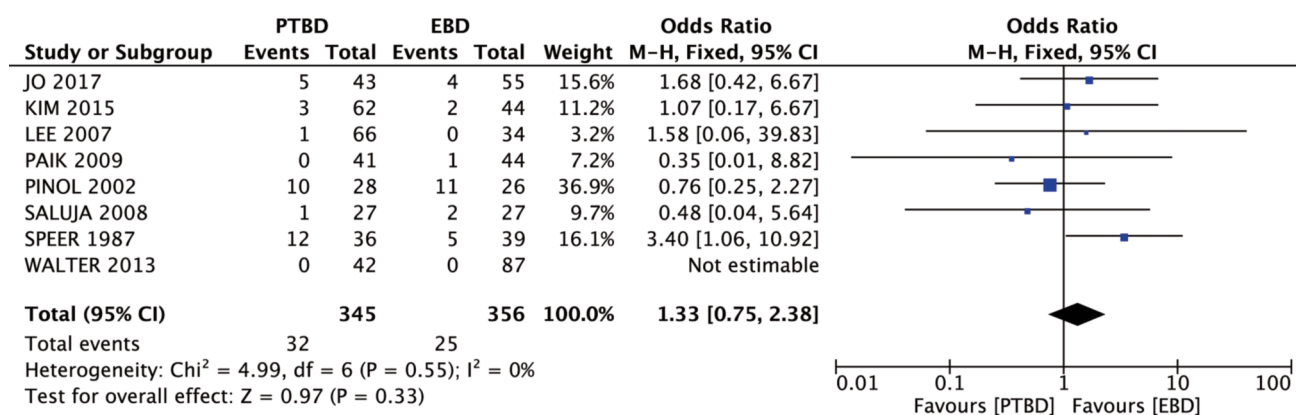 PTBD EBD Odds Ratio Odds Ratio
Study or Subgroup Events Total Events Total Weight M-H, Fixed, 95% CI M-H, Fixed, 95% CI
JO 2017 5 43 4 55 15.6% 1.68 [0.42, 6.67]
KIM 2015 3 62 2 44 11.2% 1.07 [0.17, 6.67]
LEE 2007 1 66 0 34 3.2% 1.58 [0.06, 39.83]
PAIK 2009 0 41 1 44 7.2% 0.35 [0.01, 8.82]
PINOL 2002 10 28 11 26 36.9% 0.76 [0.25, 2.27]
SALUJA 2008 1 27 2 27 9.7% 0.48 [0.04, 5.64]
SPEER 1987 12 36 5 39 16.1% 3.40 [1.06, 10.92]
WALTER 2013 0 42 0 87 Not estimable
Total (95% CI) 345 356 100.0% 1.33 [0.75, 2.38]
Total events 32 25
Heterogeneity: Chi² = 4.99, df = 6 (P = 0.55); I² = 0%
Test for overall effect: Z = 0.97 (P = 0.33)
0.01 0.1 1 10 100
Favours [PTBD] Favours [EBD]